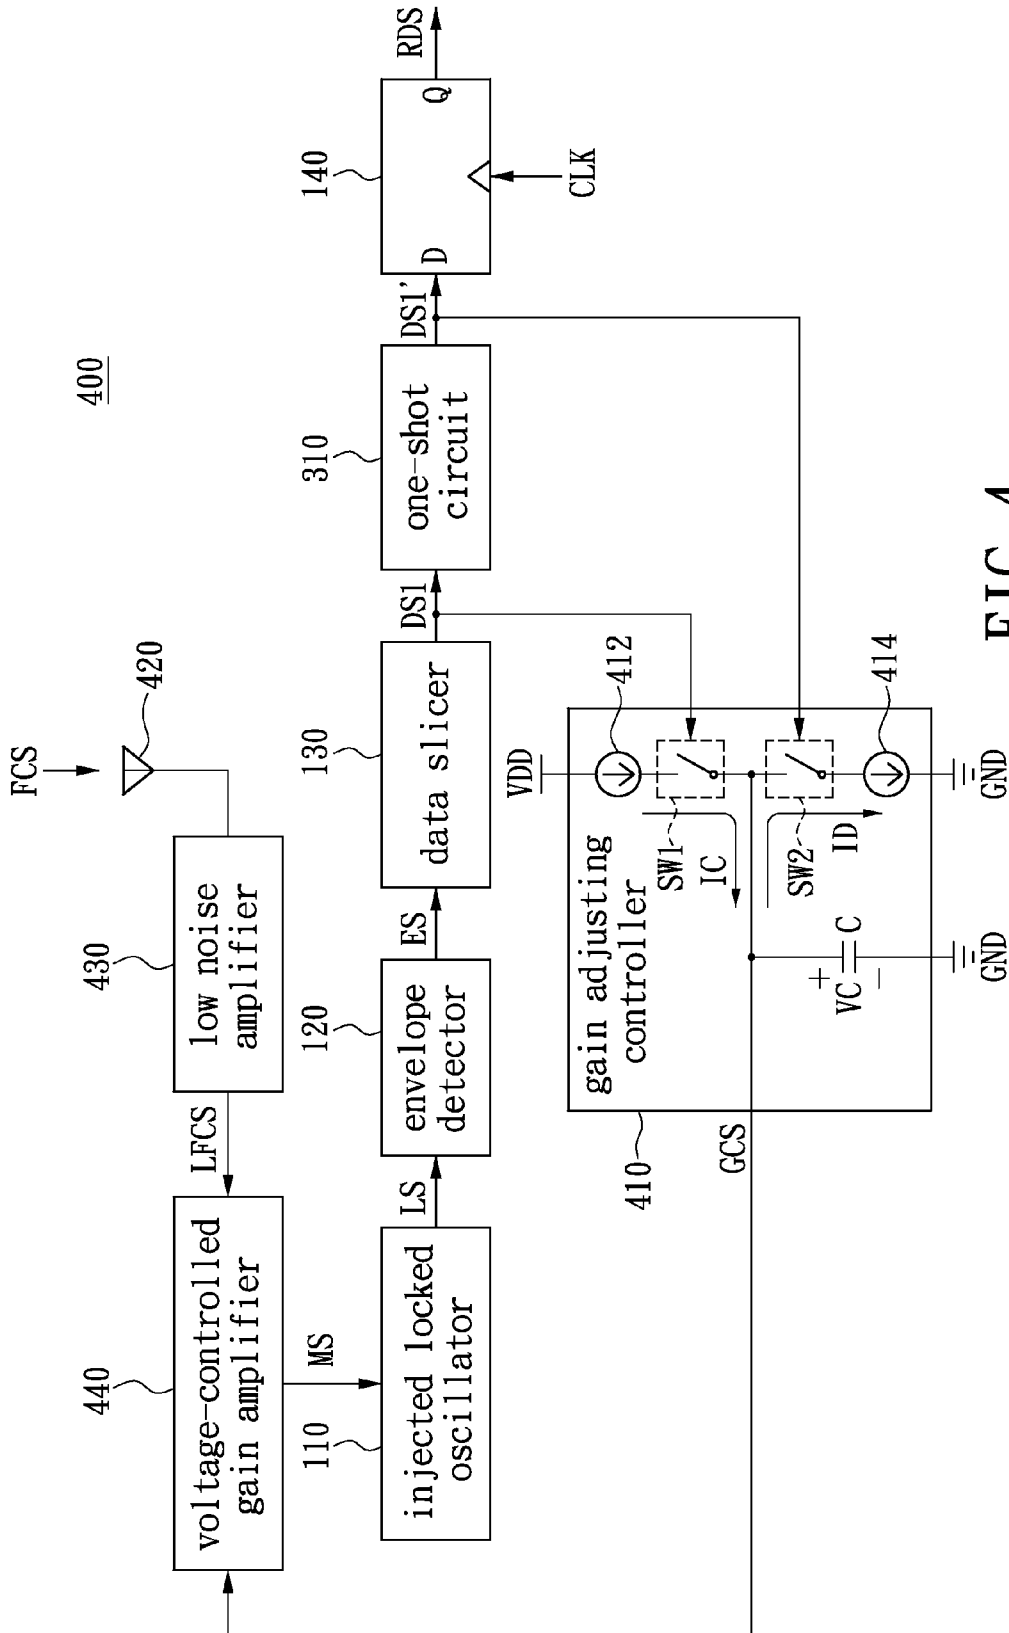 400
FCS
420
430
low noise
amplifier
LFCS
440
voltage-controlled
gain amplifier
MS
110
injected locked
oscillator
LS
120
envelope
detector
ES
130
data slicer
DS1
310
one-shot
circuit
DS1'
140
D
Q
RDS
CLK
410
gain adjusting
controller
GCS
VDD
412
SW1
IC
SW2
ID
414
GND
+
VC
−
C
GND
FIG. 4